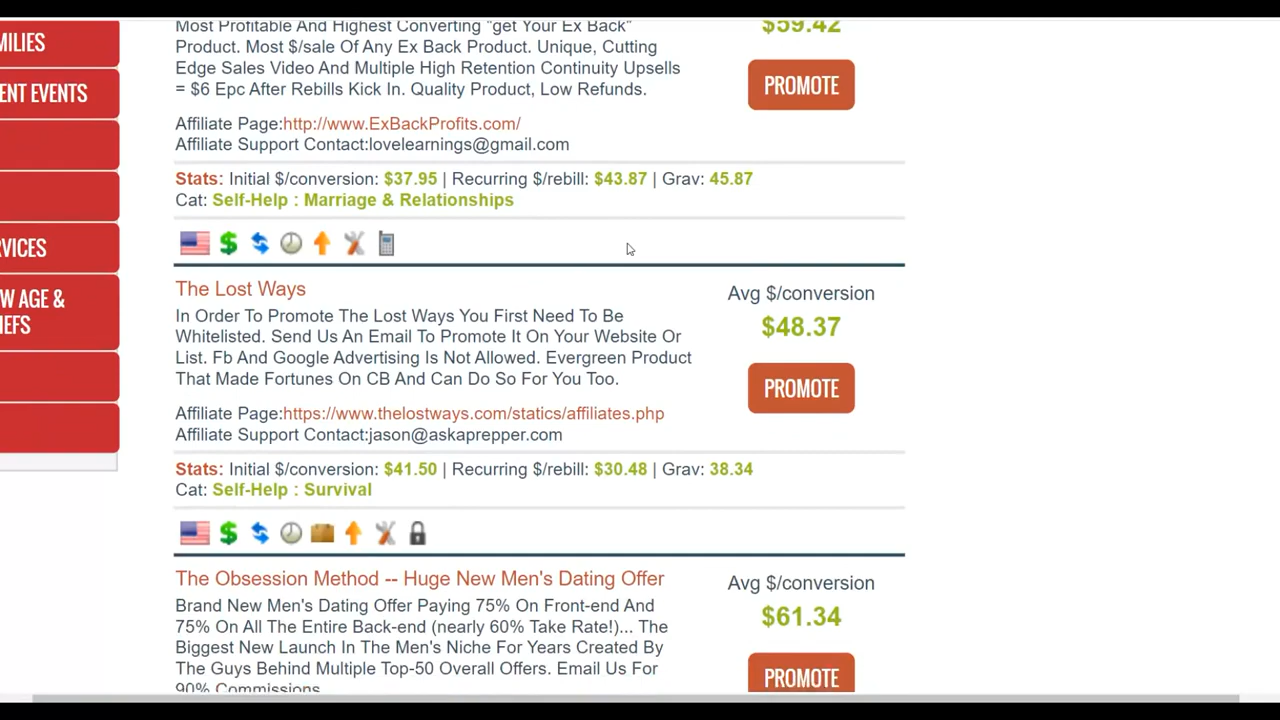 MILIES
ENT EVENTS
RVICES
W AGE &
IEFS
Most Profitable And Highest Converting "get Your Ex Back"
Product. Most $/sale Of Any Ex Back Product. Unique, Cutting
Edge Sales Video And Multiple High Retention Continuity Upsells
= $6 Epc After Rebills Kick In. Quality Product, Low Refunds.
$59.42
PROMOTE
Affiliate Page:http://www.ExBackProfits.com/
Affiliate Support Contact:lovelearnings@gmail.com
Stats: Initial $/conversion: $37.95 | Recurring $/rebill: $43.87 | Grav: 45.87
Cat: Self-Help : Marriage & Relationships
The Lost Ways
In Order To Promote The Lost Ways You First Need To Be
Whitelisted. Send Us An Email To Promote It On Your Website Or
List. Fb And Google Advertising Is Not Allowed. Evergreen Product
That Made Fortunes On CB And Can Do So For You Too.
Avg $/conversion
$48.37
PROMOTE
Affiliate Page:https://www.thelostways.com/statics/affiliates.php
Affiliate Support Contact:jason@askaprepper.com
Stats: Initial $/conversion: $41.50 | Recurring $/rebill: $30.48 | Grav: 38.34
Cat: Self-Help : Survival
The Obsession Method -- Huge New Men's Dating Offer
Brand New Men's Dating Offer Paying 75% On Front-end And
75% On All The Entire Back-end (nearly 60% Take Rate!)... The
Biggest New Launch In The Men's Niche For Years Created By
The Guys Behind Multiple Top-50 Overall Offers. Email Us For
90% Commissions
Avg $/conversion
$61.34
PROMOTE